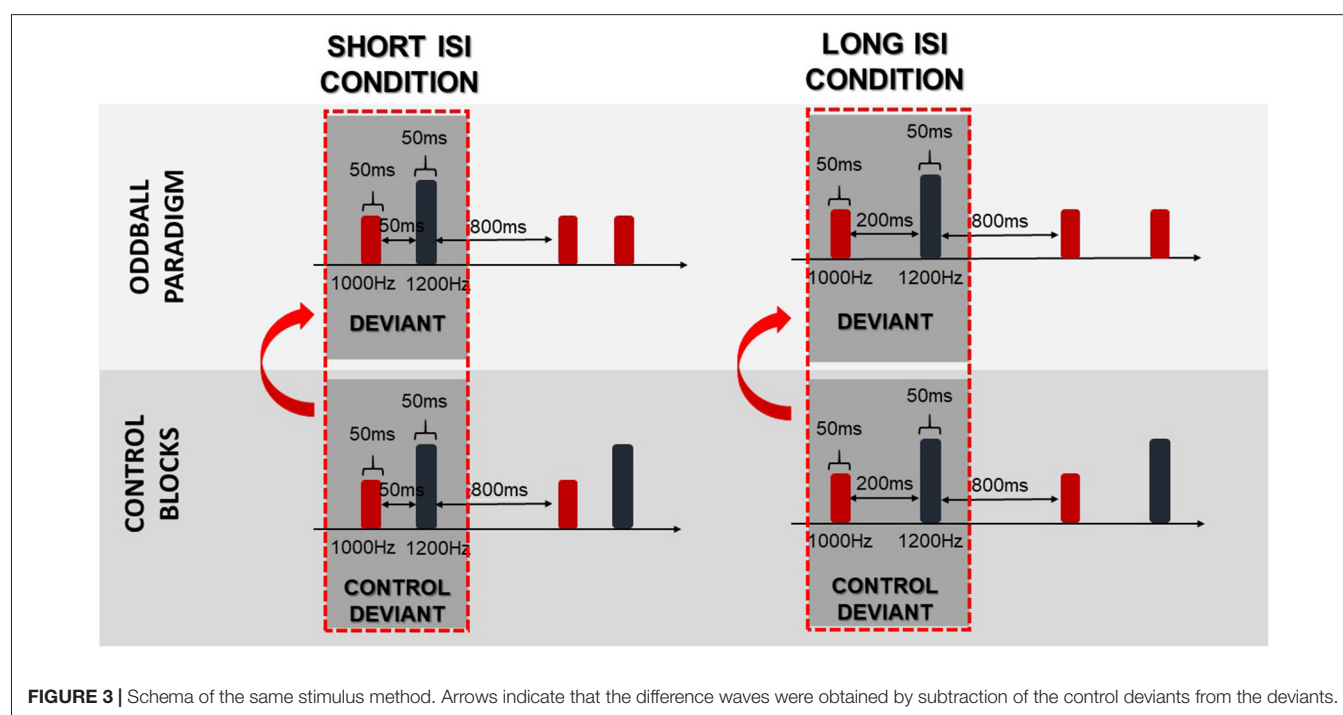 SHORT ISI
CONDITION
LONG ISI
CONDITION
ODDBALL
PARADIGM
50ms
50ms
50ms
800ms
1000Hz
1200Hz
DEVIANT
50ms
50ms
200ms
800ms
1000Hz
1200Hz
DEVIANT
CONTROL
BLOCKS
50ms
50ms
50ms
800ms
1000Hz
1200Hz
CONTROL
DEVIANT
50ms
50ms
200ms
800ms
1000Hz
1200Hz
CONTROL
DEVIANT
FIGURE 3 | Schema of the same stimulus method. Arrows indicate that the difference waves were obtained by subtraction of the control deviants from the deviants.